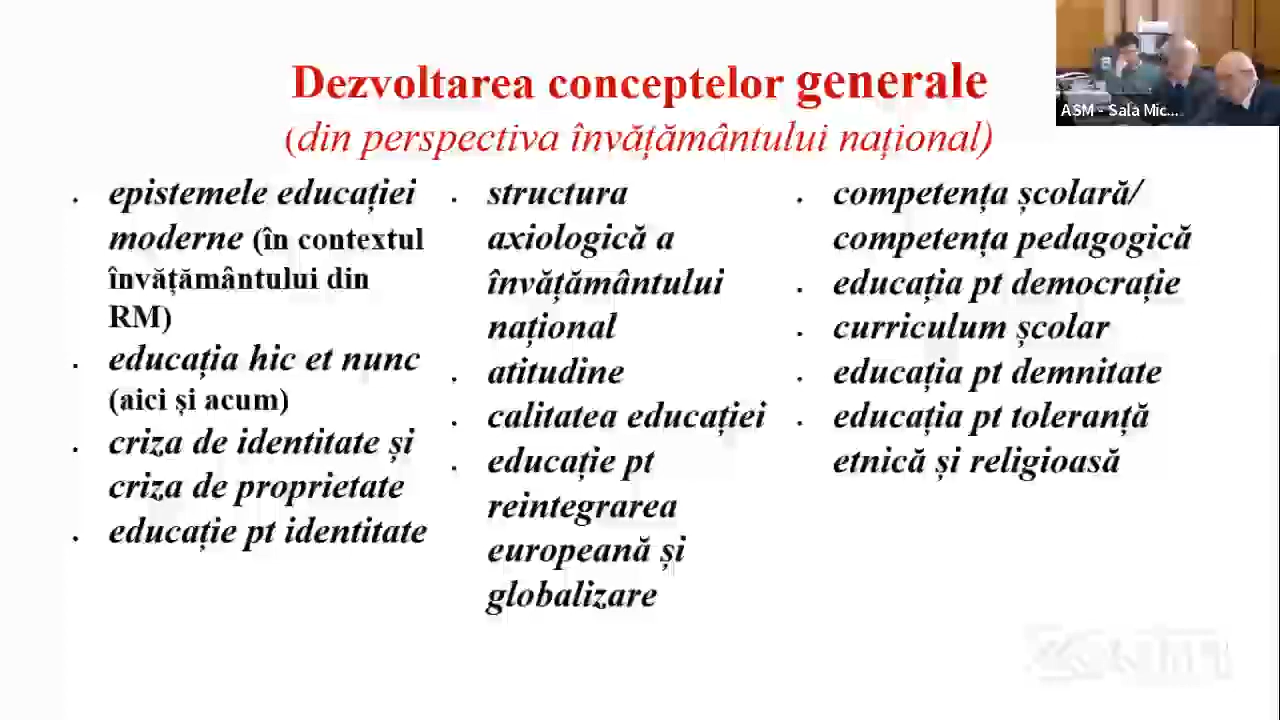 Dezvoltarea conceptelor generale
(din perspectiva învățământului național)
ASM - Sala Mic...
• epistemele educației
moderne (în contextul
învățământului din
RM)
• educația hic et nunc
(aici și acum)
• criza de identitate și
criza de proprietate
• educație pt identitate
• structura
axiologică a
învățământului
național
• atitudine
• calitatea educației
• educație pt
reintegrarea
europeană și
globalizare
• competența școlară/
competența pedagogică
• educația pt democrație
• curriculum școlar
• educația pt demnitate
• educația pt toleranță
etnică și religioasă